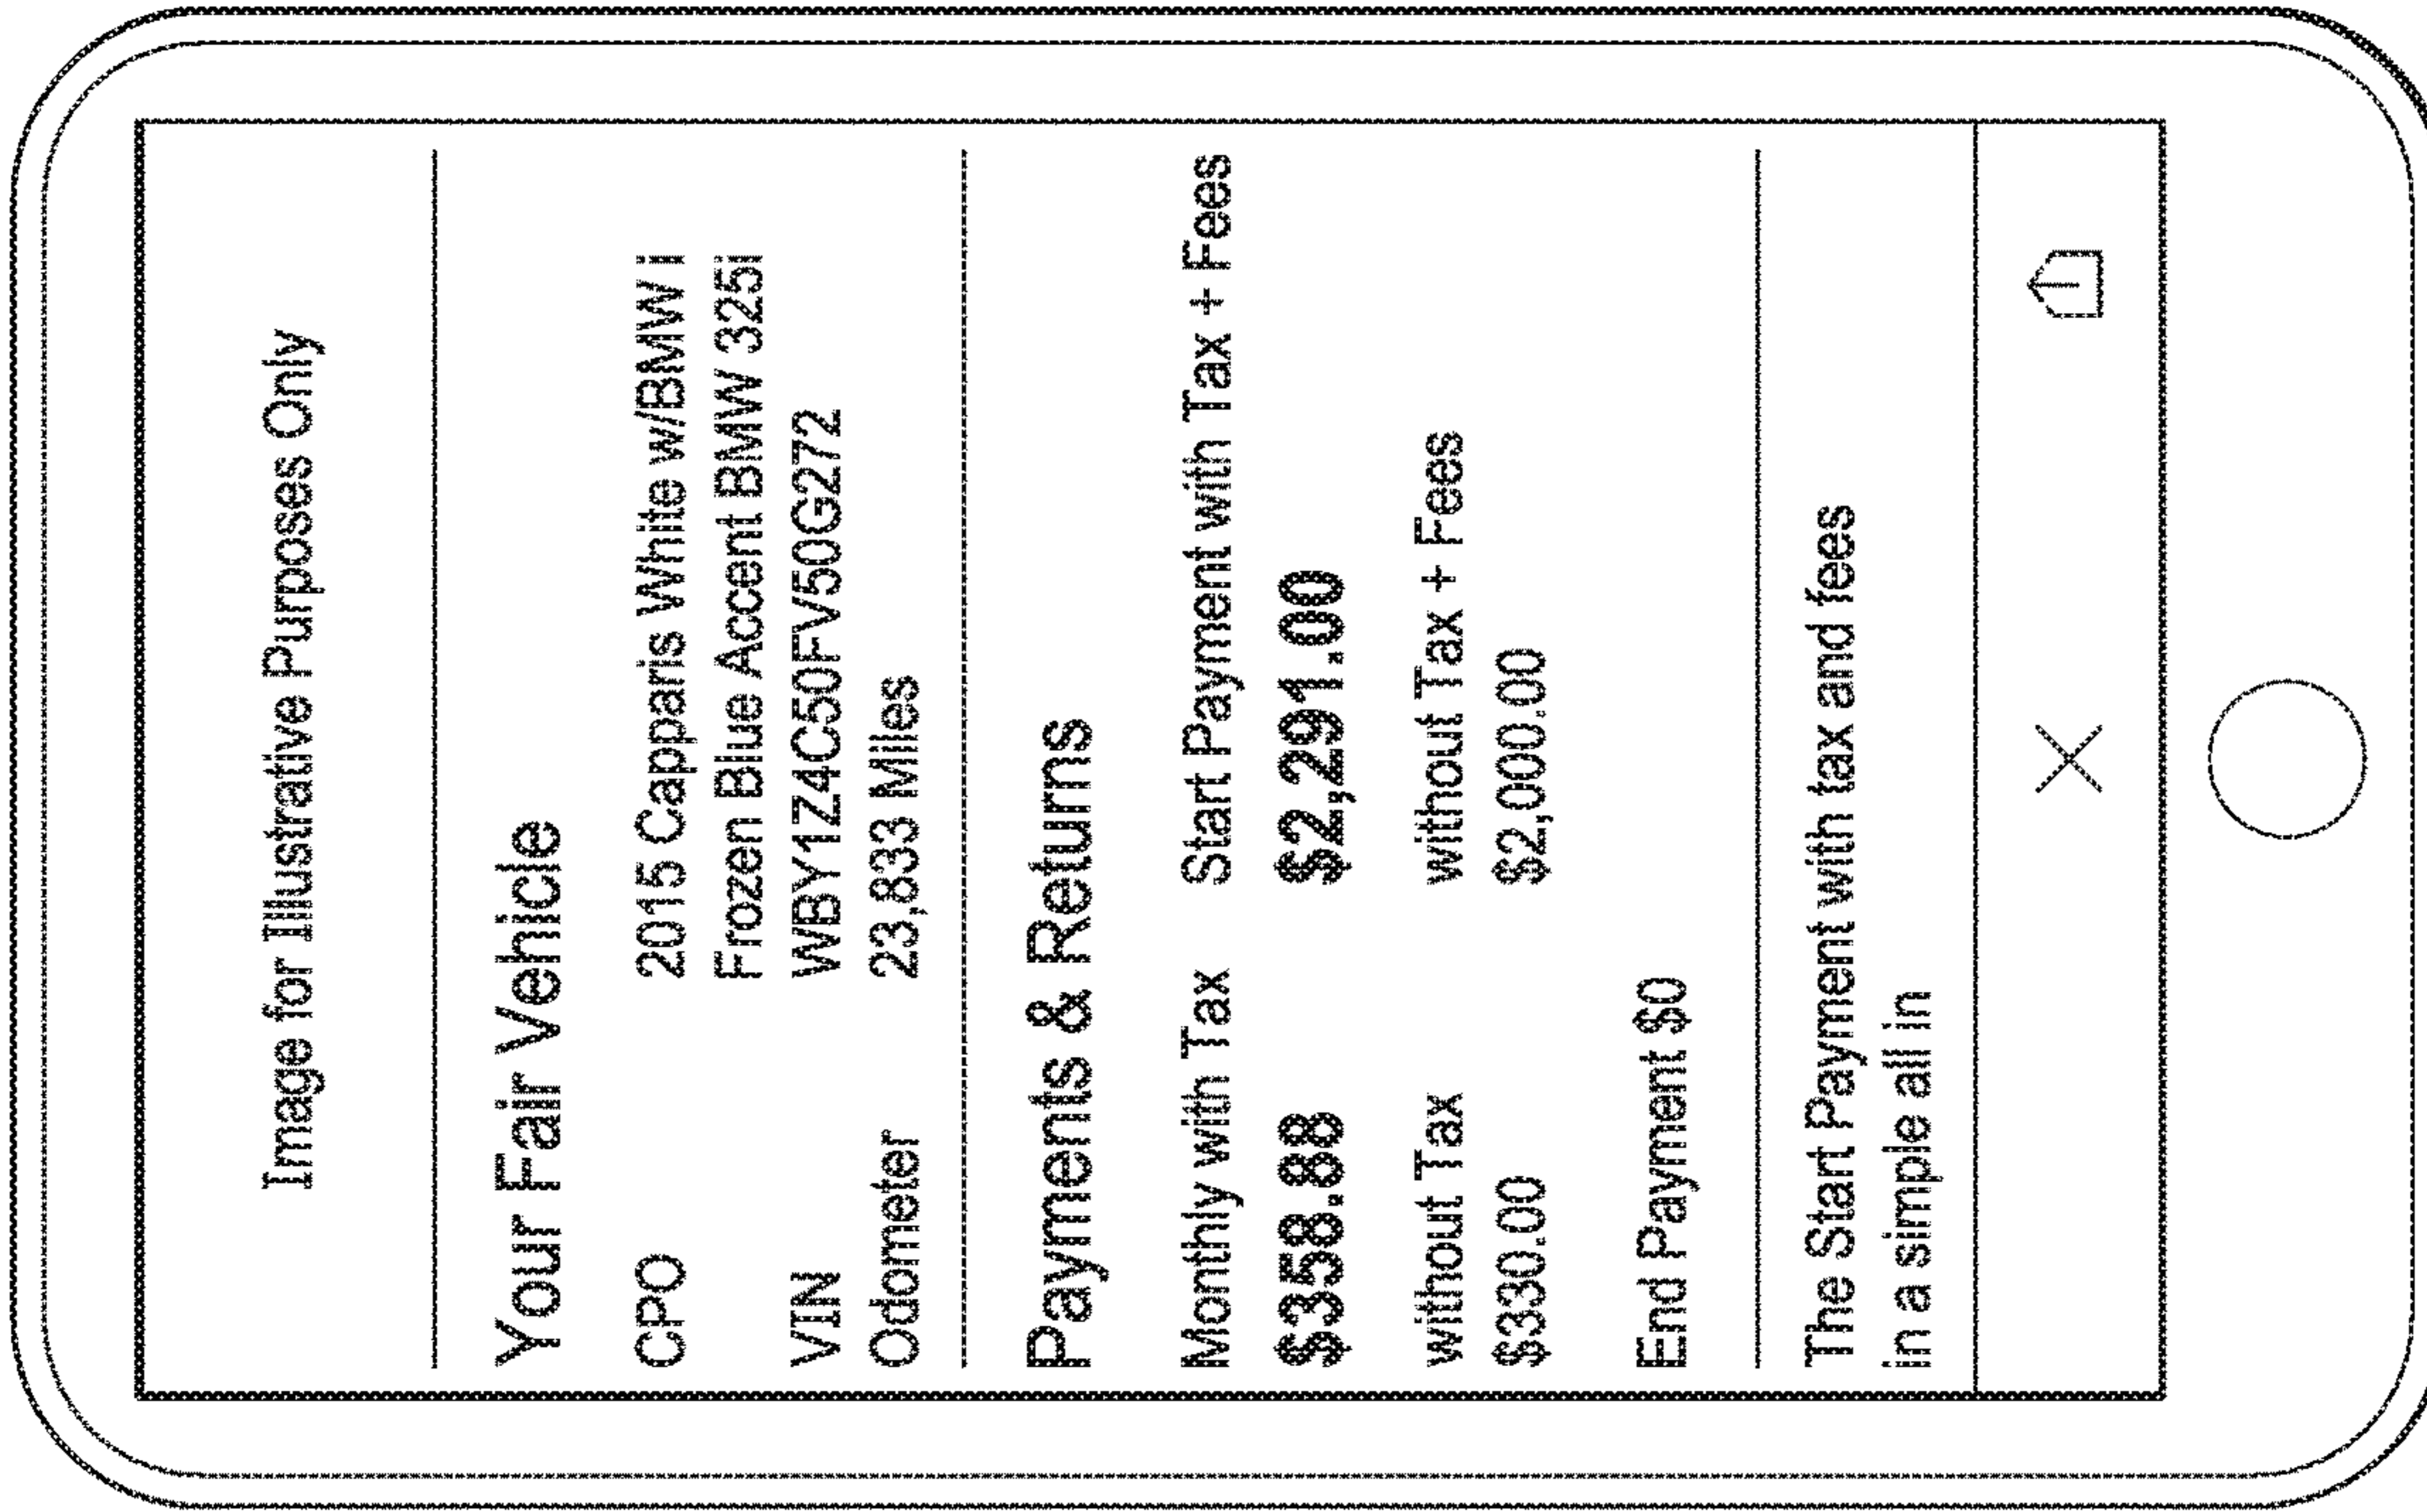 Image for Illustrative Purposes Only
Your Fair Vehicle
CPO 2015 Capparis White w/BMW i
Frozen Blue Accent BMW 325i
VIN WBY1Z4C50FV50G272
Odometer 23,833 Miles
Payments & Returns
Monthly with Tax Start Payment with Tax + Fees
$358.88 $2,291.00
without Tax without Tax + Fees
$330.00 $2,000.00
End Payment $0
The Start Payment with tax and fees
in a simple all in